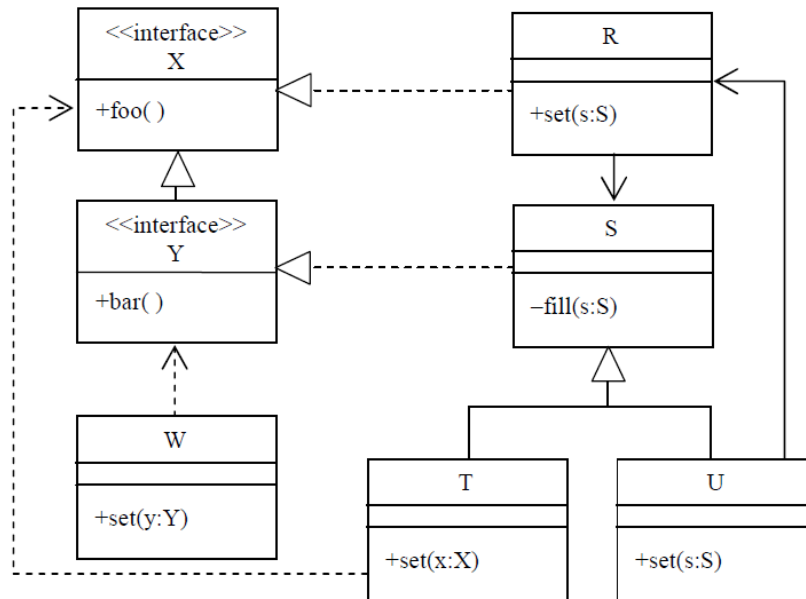 <<interface>>
X
+foo( )
R
+set(s:S)
<<interface>>
Y
+bar( )
S
–fill(s:S)
W
+set(y:Y)
T
+set(x:X)
U
+set(s:S)